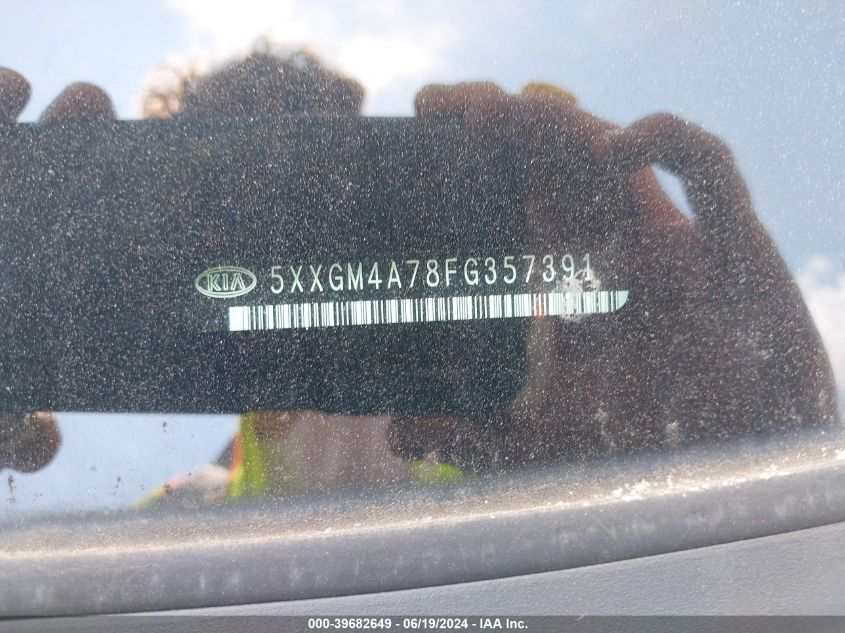 KIA 5XXGM4A78FG357391
000-39682649 - 06/19/2024 - IAA Inc.